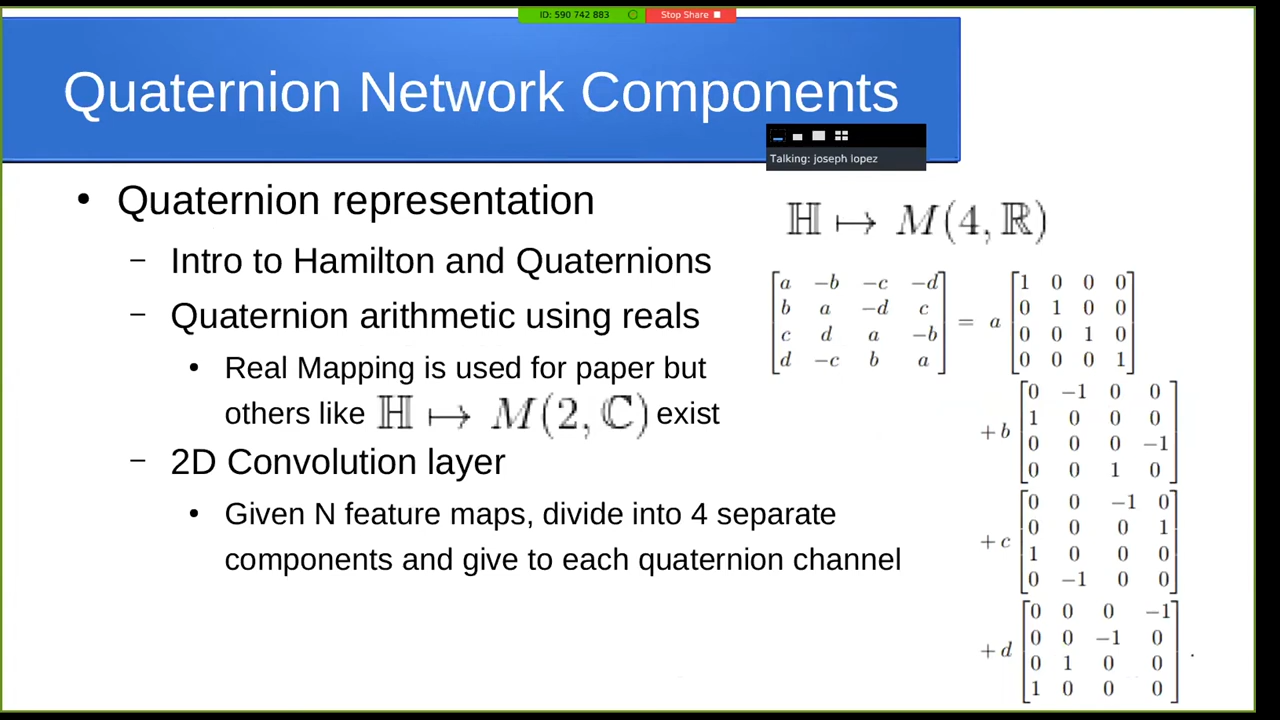 ID: 590 742 883 Stop Share
Quaternion Network Components
Talking: joseph lopez
• Quaternion representation
– Intro to Hamilton and Quaternions
– Quaternion arithmetic using reals
• Real Mapping is used for paper but
others like ℍ ↦ M(2, ℂ) exist
– 2D Convolution layer
• Given N feature maps, divide into 4 separate
components and give to each quaternion channel
ℍ ↦ M(4, ℝ)
[a −b −c −d] [1 0 0 0]
[b a −d c] = a [0 1 0 0]
[c d a −b] [0 0 1 0]
[d −c b a] [0 0 0 1]
[0 −1 0 0]
+ b [1 0 0 0]
[0 0 0 −1]
[0 0 1 0]
[0 0 −1 0]
+ c [0 0 0 1]
[1 0 0 0]
[0 −1 0 0]
[0 0 0 −1]
+ d [0 0 −1 0] .
[0 1 0 0]
[1 0 0 0]